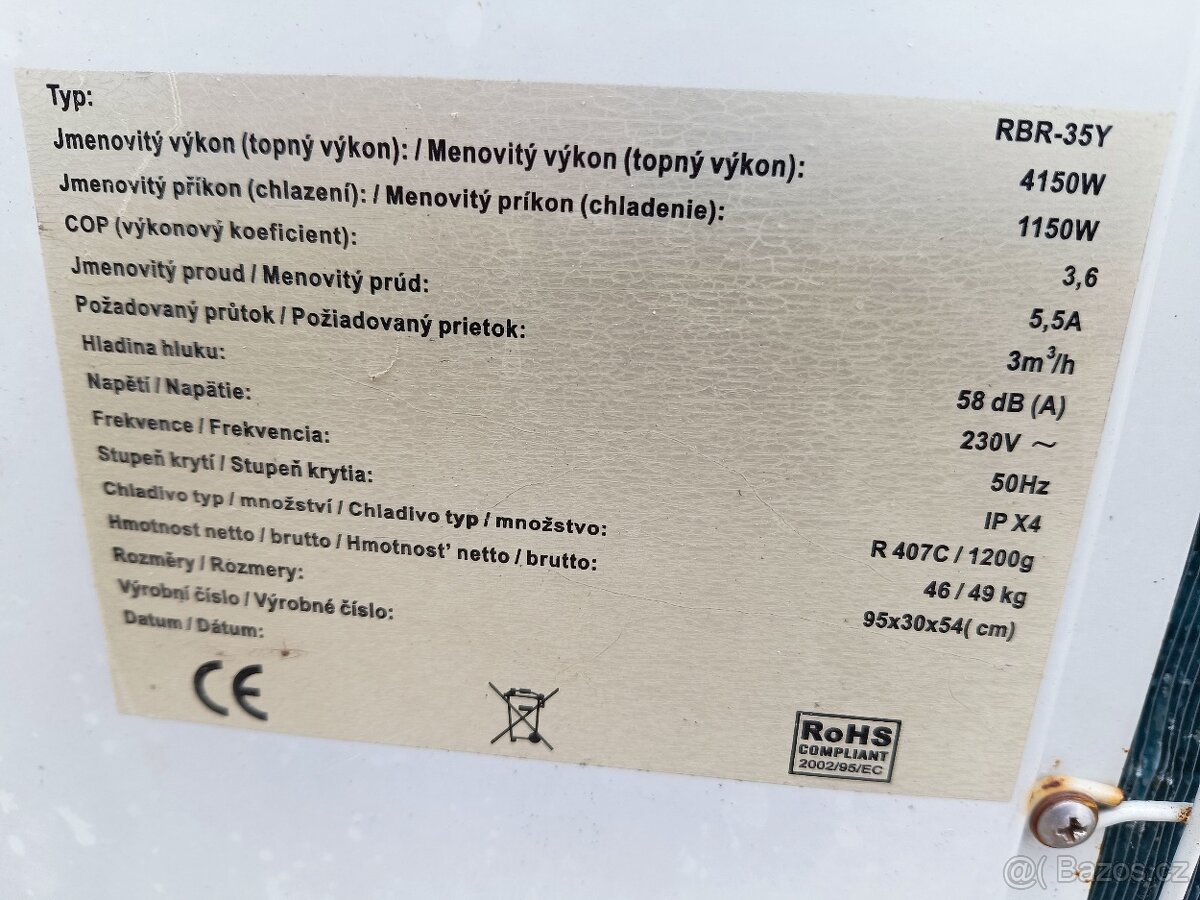 Typ: RBR-35Y
Jmenovitý výkon (topný výkon): / Menovitý výkon (topný výkon): 4150W
Jmenovitý příkon (chlazení): / Menovitý príkon (chladenie): 1150W
COP (výkonový koeficient): 3,6
Jmenovitý proud / Menovitý prúd: 5,5A
Požadovaný průtok / Požiadovaný prietok: 3m³/h
Hladina hluku: 58 dB (A)
Napětí / Napätie: 230V ~
Frekvence / Frekvencia: 50Hz
Stupeň krytí / Stupeň krytia: IP X4
Chladivo typ / množství / Chladivo typ / množstvo: R 407C / 1200g
Hmotnost netto / brutto / Hmotnosť netto / brutto: 46 / 49 kg
Rozměry / Rozmery: 95x30x54( cm)
Výrobní číslo / Výrobné číslo:
Datum / Dátum:
CE
RoHS
COMPLIANT
2002/95/EC
@( Bazos.cz